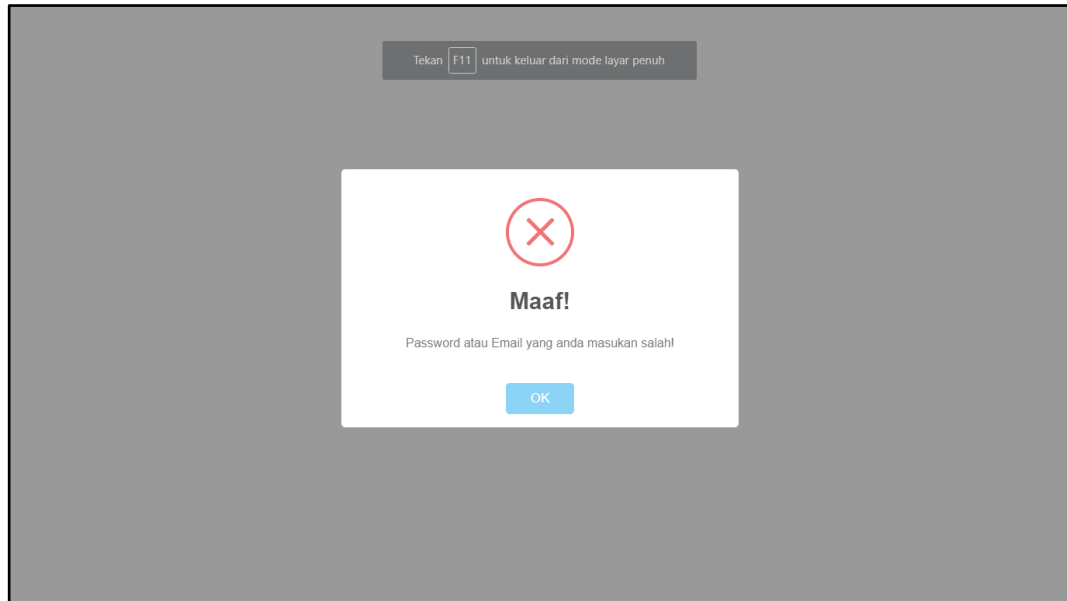 Tekan F11 untuk keluar dari mode layar penuh
Maaf!
Password atau Email yang anda masukan salah!
OK